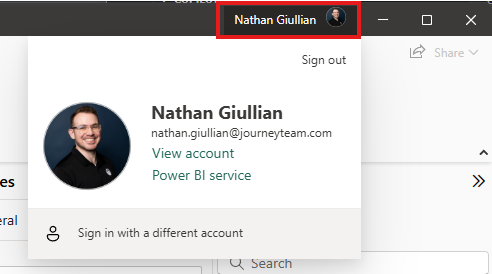 Nathan Giullian
Share
Sign out
Nathan Giullian
nathan.giullian@journeyteam.com
View account
Power BI service
Sign in with a different account
es
eral
Search